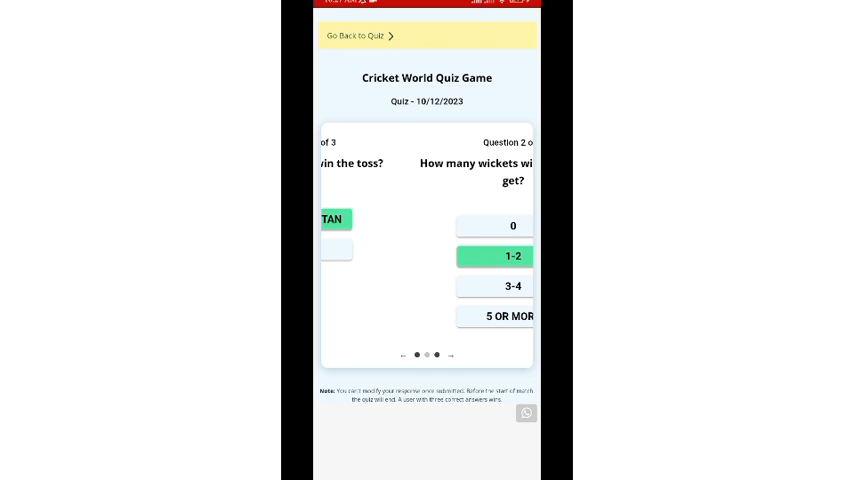 Go Back to Quiz
Cricket World Quiz Game
Quiz - 10/12/2023
of 3
in the toss?
TAN
Question 2 o
How many wickets wi
get?
0
1-2
3-4
5 OR MOR
← →
Note: You can't modify your response once submitted. Before the start of match,
the quiz will end. A user with three correct answers wins.